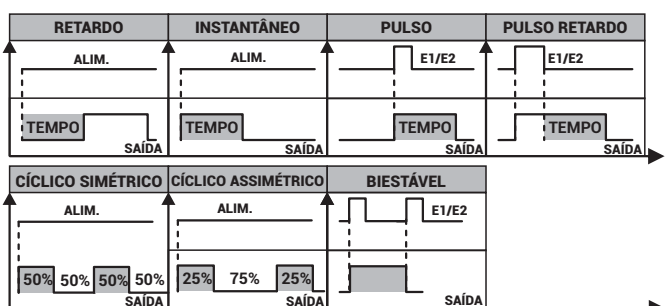 RETARDO INSTANTÂNEO PULSO PULSO RETARDO
ALIM. ALIM. E1/E2 E1/E2
TEMPO TEMPO TEMPO TEMPO
SAÍDA SAÍDA SAÍDA SAÍDA
CÍCLICO SIMÉTRICO CÍCLICO ASSIMÉTRICO BIESTÁVEL
ALIM. ALIM. E1/E2
50% 50% 50% 50% 25% 75% 25%
SAÍDA SAÍDA SAÍDA